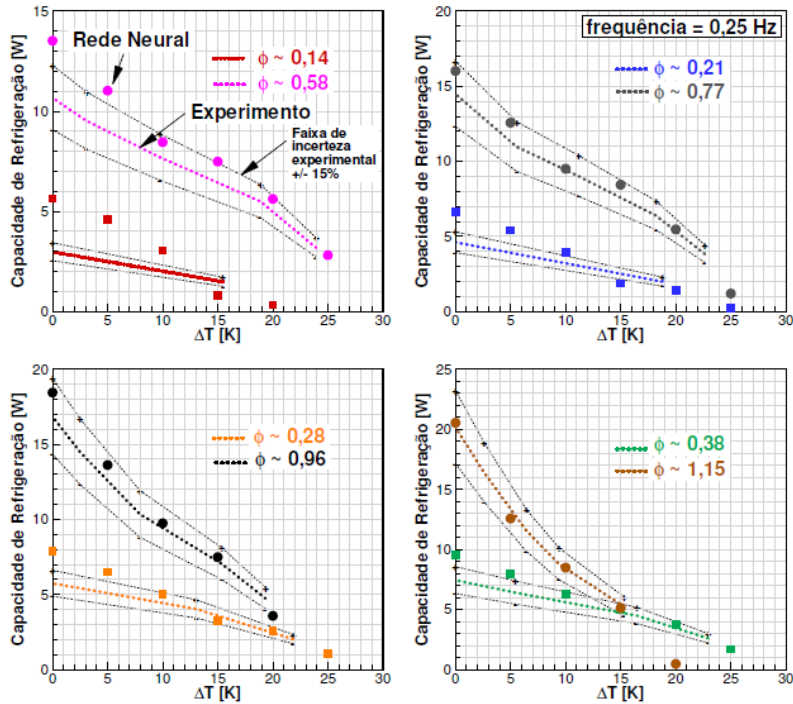 Capacidade de Refrigeração [W]
15
10
5
0
Rede Neural
Experimento
Faixa de
incerteza
experimental
+/- 15%
ϕ ~ 0,14
ϕ ~ 0,58
0 5 10 15 20 25 30
ΔT [K]
Capacidade de Refrigeração [W]
20
15
10
5
0
frequência = 0,25 Hz
ϕ ~ 0,21
ϕ ~ 0,77
0 5 10 15 20 25 30
ΔT [K]
Capacidade de Refrigeração [W]
20
15
10
5
0
ϕ ~ 0,28
ϕ ~ 0,96
0 5 10 15 20 25 30
ΔT [K]
Capacidade de Refrigeração [W]
25
20
15
10
5
0
ϕ ~ 0,38
ϕ ~ 1,15
0 5 10 15 20 25 30
ΔT [K]